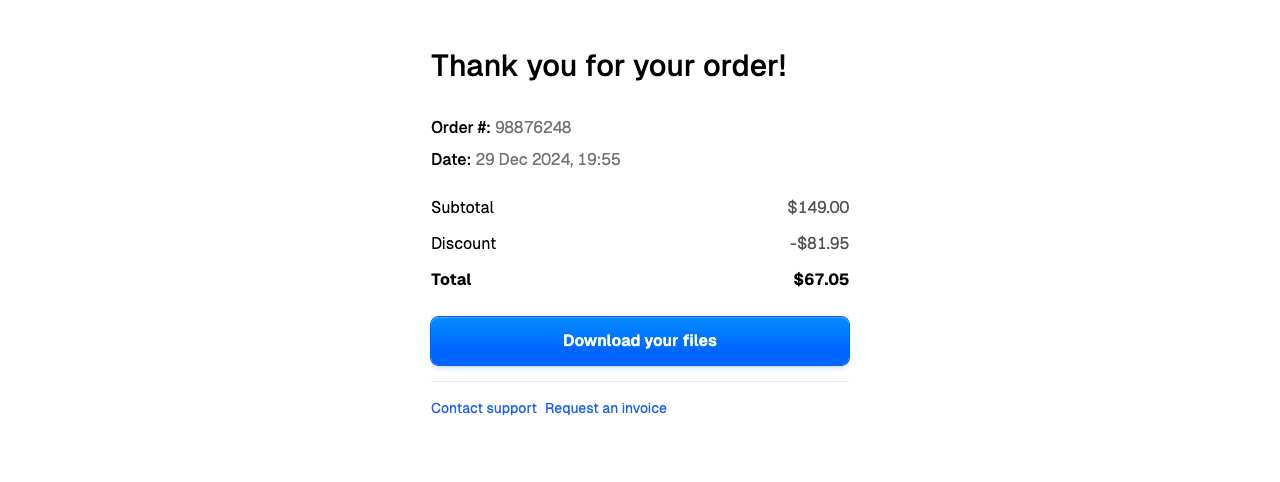 Thank you for your order!
Order #: 98876248
Date: 29 Dec 2024, 19:55
Subtotal $149.00
Discount -$81.95
Total $67.05
Download your files
Contact support Request an invoice